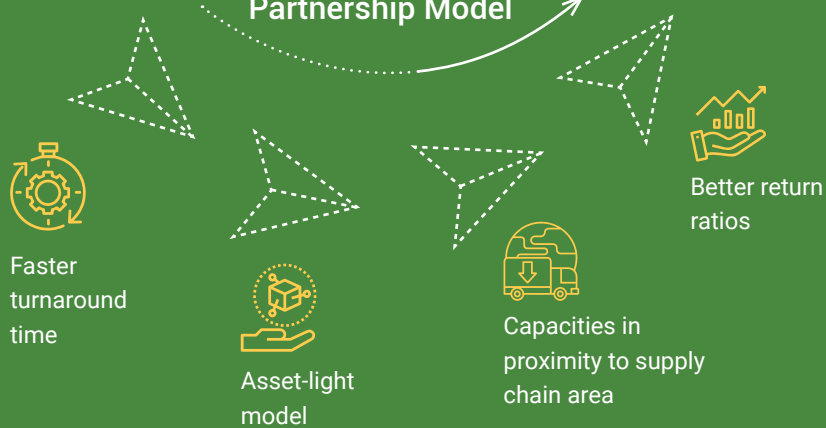 Partnership Model
Faster
turnaround
time
Asset-light
model
Capacities in
proximity to supply
chain area
Better return
ratios